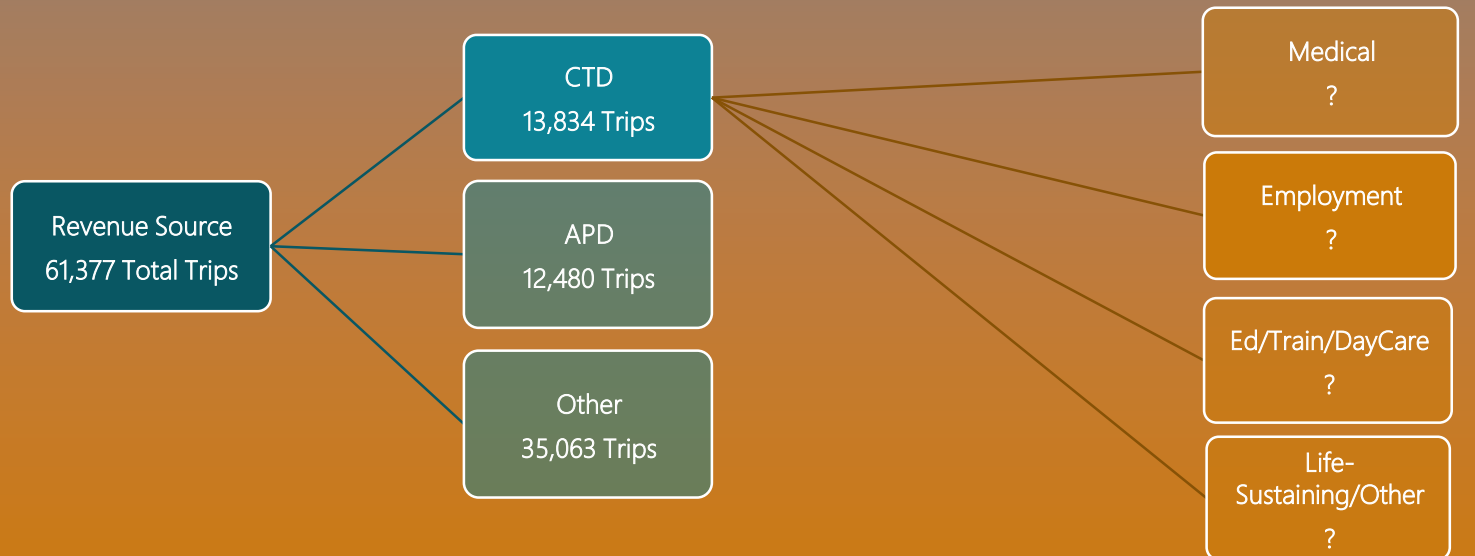 Revenue Source
61,377 Total Trips
CTD
13,834 Trips
APD
12,480 Trips
Other
35,063 Trips
Medical
?
Employment
?
Ed/Train/DayCare
?
Life-
Sustaining/Other
?